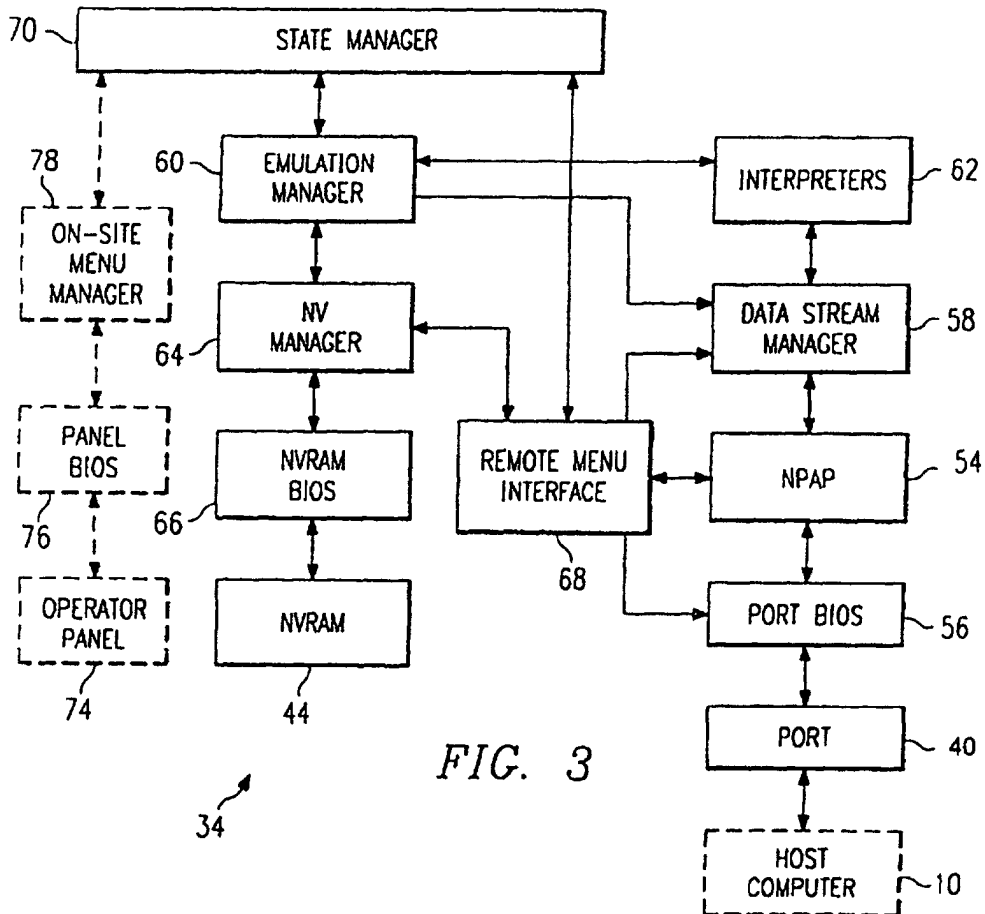 70
STATE MANAGER
78
ON-SITE
MENU
MANAGER
60
EMULATION
MANAGER
INTERPRETERS
62
NV
MANAGER
64
DATA STREAM
MANAGER
58
PANEL
BIOS
76
NVRAM
BIOS
66
REMOTE MENU
INTERFACE
68
NPAP
54
OPERATOR
PANEL
74
NVRAM
44
PORT BIOS
56
PORT
40
FIG. 3
34
HOST
COMPUTER
10